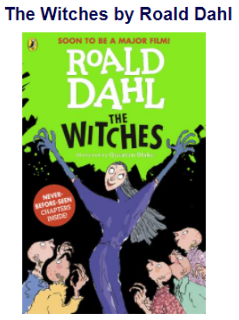 The Witches by Roald Dahl
SOON TO BE A MAJOR FILM!
ROALD
DAHL
THE
WITCHES
NEVER-
BEFORE-SEEN
CHAPTERS
INSIDE!